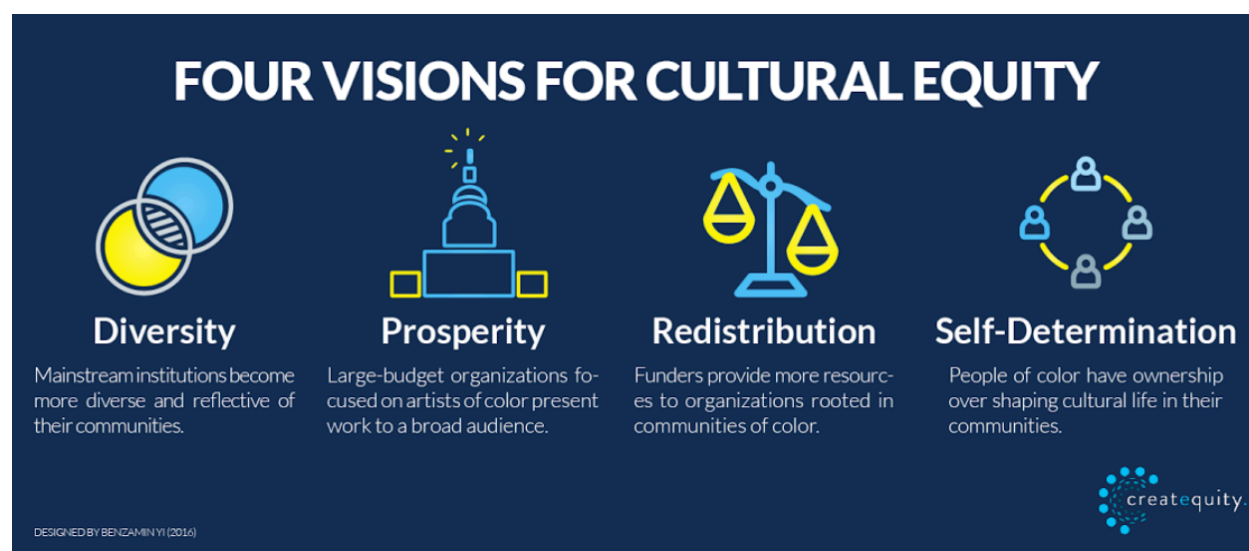 FOUR VISIONS FOR CULTURAL EQUITY
Diversity
Mainstream institutions become
more diverse and reflective of
their communities.
Prosperity
Large-budget organizations fo-
cused on artists of color present
work to a broad audience.
Redistribution
Funders provide more resourc-
es to organizations rooted in
communities of color.
Self-Determination
People of color have ownership
over shaping cultural life in their
communities.
createquity.
DESIGNED BY BENZAMIN YI (2016)